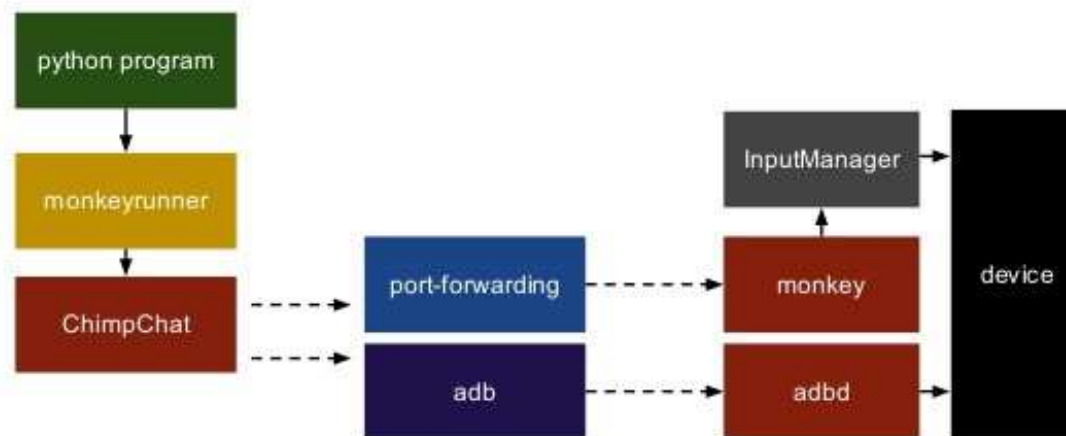 python program
monkeyrunner
ChimpChat
port-forwarding
adb
InputManager
monkey
adbd
device